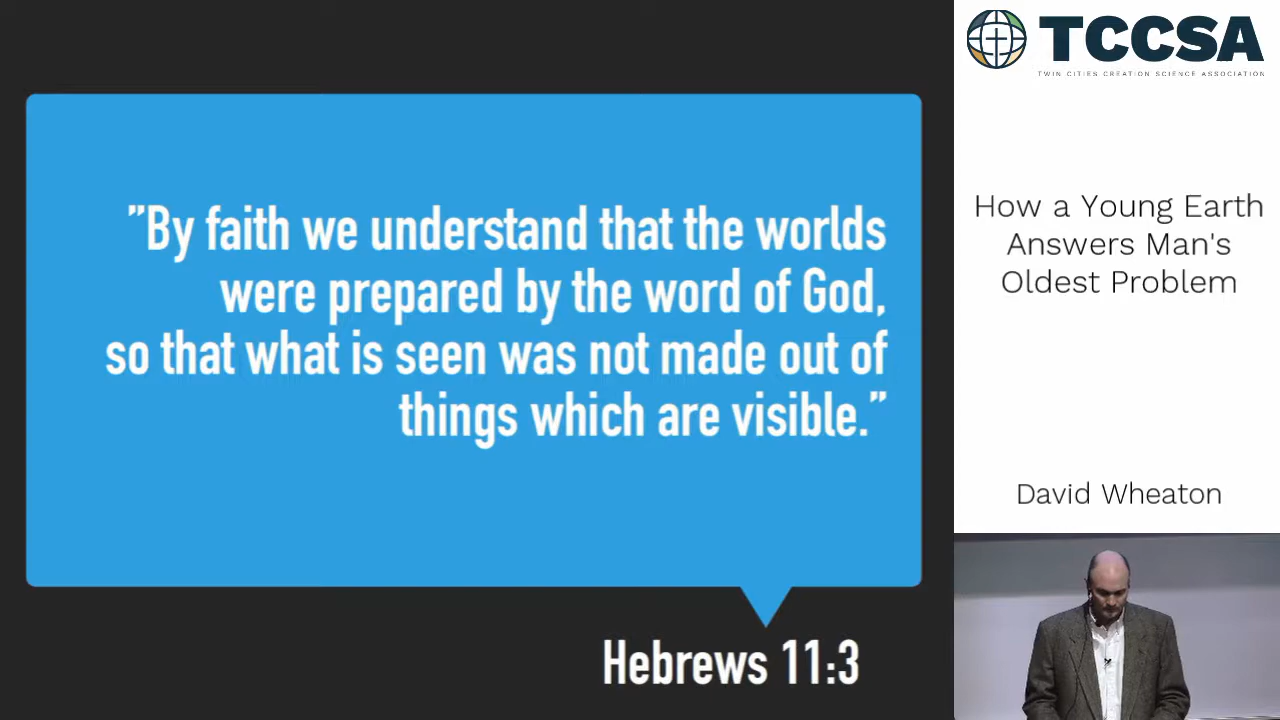 ”By faith we understand that the worlds
were prepared by the word of God,
so that what is seen was not made out of
things which are visible.”
Hebrews 11:3
TCCSA
TWIN CITIES CREATION SCIENCE ASSOCIATION
How a Young Earth
Answers Man's
Oldest Problem
David Wheaton